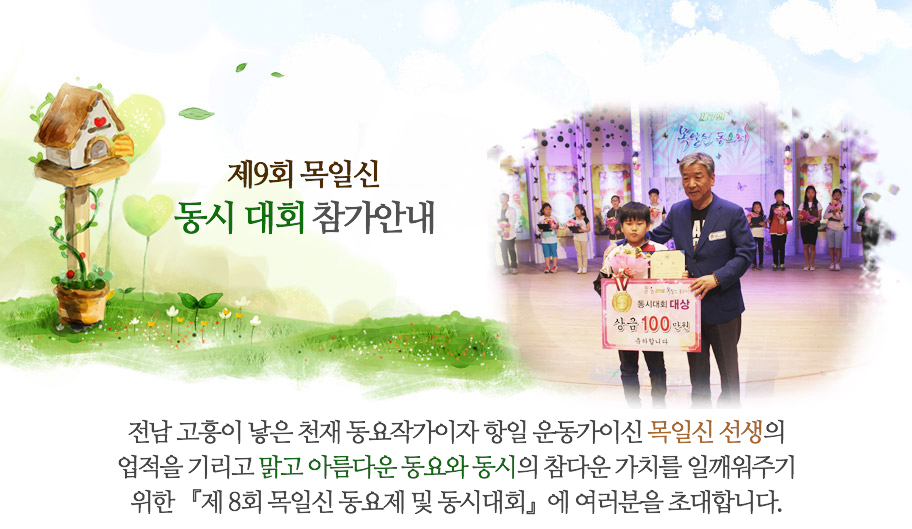 제9회 목일신
동시 대회 참가안내
목일신 동요제
동시대회 대상
상금 100만원
축하합니다
전남 고흥이 낳은 천재 동요작가이자 항일 운동가이신 목일신 선생의
업적을 기리고 맑고 아름다운 동요와 동시의 참다운 가치를 일깨워주기
위한 『제 8회 목일신 동요제 및 동시대회』에 여러분을 초대합니다.